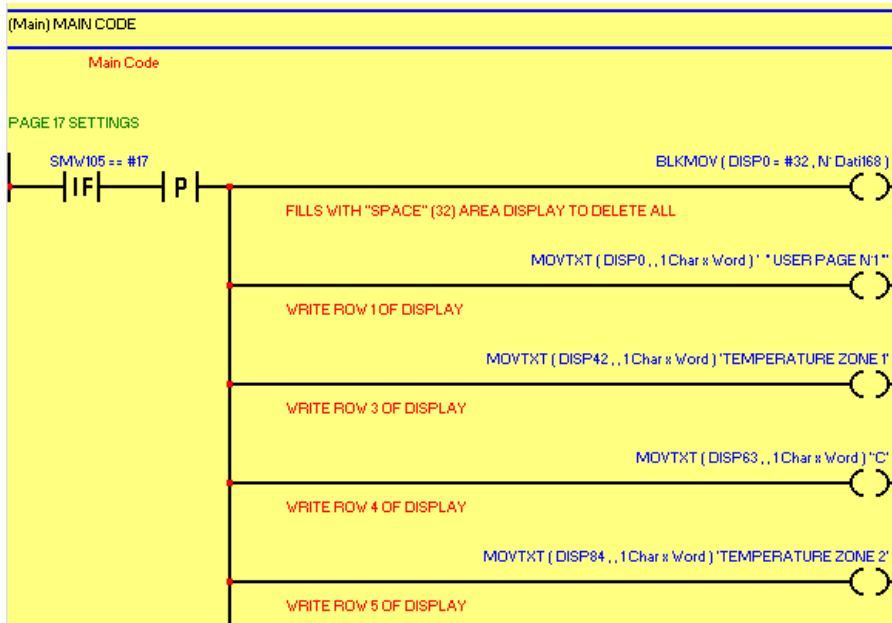 (Main) MAIN CODE
Main Code
PAGE 17 SETTINGS
SMW105 == #17
IF
P
BLKMOV ( DISP0 = #32 , N° Dati168 )
FILLS WITH "SPACE" (32) AREA DISPLAY TO DELETE ALL
MOVTXT ( DISP0 , , 1 Char x Word ) ' " USER PAGE N°1 "'
WRITE ROW 1 OF DISPLAY
MOVTXT ( DISP42 , , 1 Char x Word ) 'TEMPERATURE ZONE 1'
WRITE ROW 3 OF DISPLAY
MOVTXT ( DISP63 , , 1 Char x Word ) '°C'
WRITE ROW 4 OF DISPLAY
MOVTXT ( DISP84 , , 1 Char x Word ) 'TEMPERATURE ZONE 2'
WRITE ROW 5 OF DISPLAY